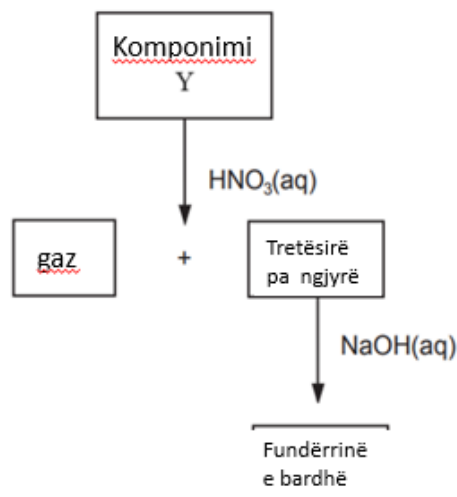 Komponimi
Y
HNO₃(aq)
gaz
+
Tretësirë
pa ngjyrë
NaOH(aq)
Fundërrinë
e bardhë